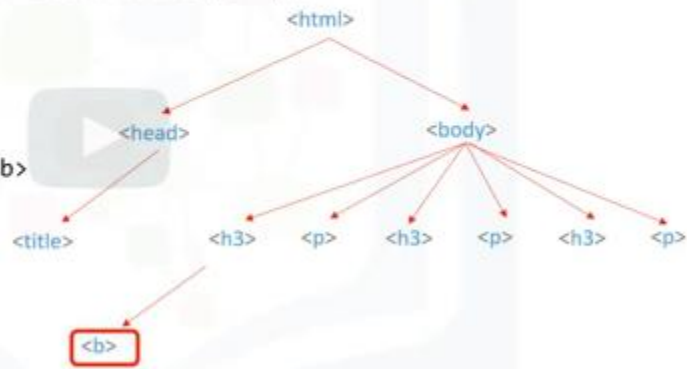 <html>
<head> <body>
b>
<title> <h3> <p> <h3> <p> <h3> <p>
<b>